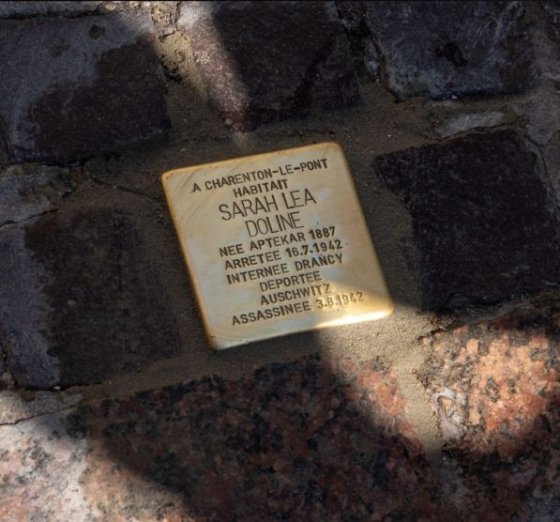 A CHARENTON-LE-PONT
HABITAIT
SARAH LEA
DOLINE
NEE APTEKAR 1887
ARRETEE 16.7.1942
INTERNEE DRANCY
DEPORTEE
AUSCHWITZ
ASSASSINEE 3.8.1942